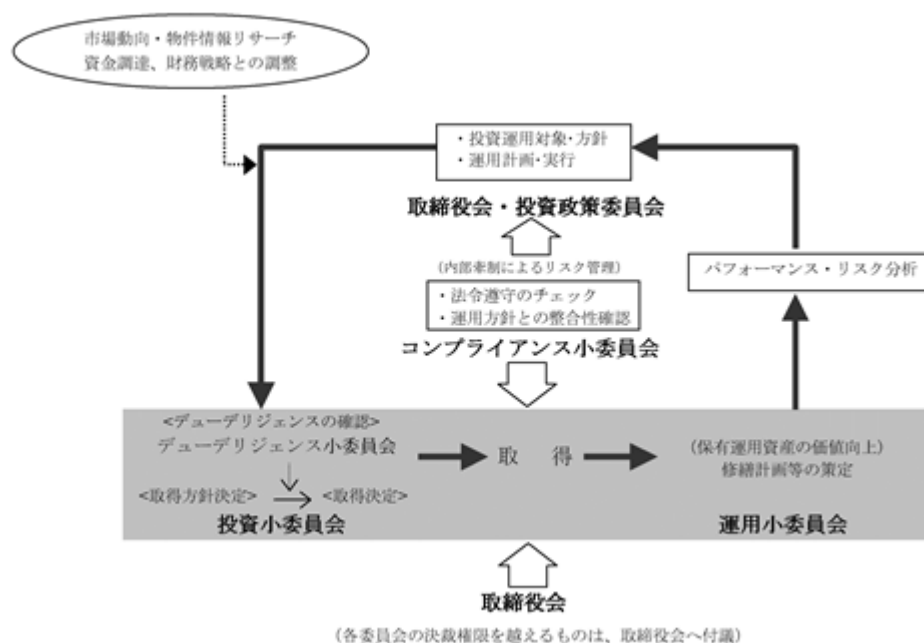 市場動向・物件情報リサーチ
資金調達、財務戦略との調整
・投資運用対象・方針
・運用計画・実行
取締役会・投資政策委員会
(内部牽制によるリスク管理)
・法令遵守のチェック
・運用方針との整合性確認
コンプライアンス小委員会
パフォーマンス・リスク分析
<デューデリジェンスの確認>
デューデリジェンス小委員会
<取得方針決定>
<取得決定>
投資小委員会
取 得
(保有運用資産の価値向上)
修繕計画等の策定
運用小委員会
取締役会
(各委員会の決裁権限を越えるものは、取締役会へ付議)